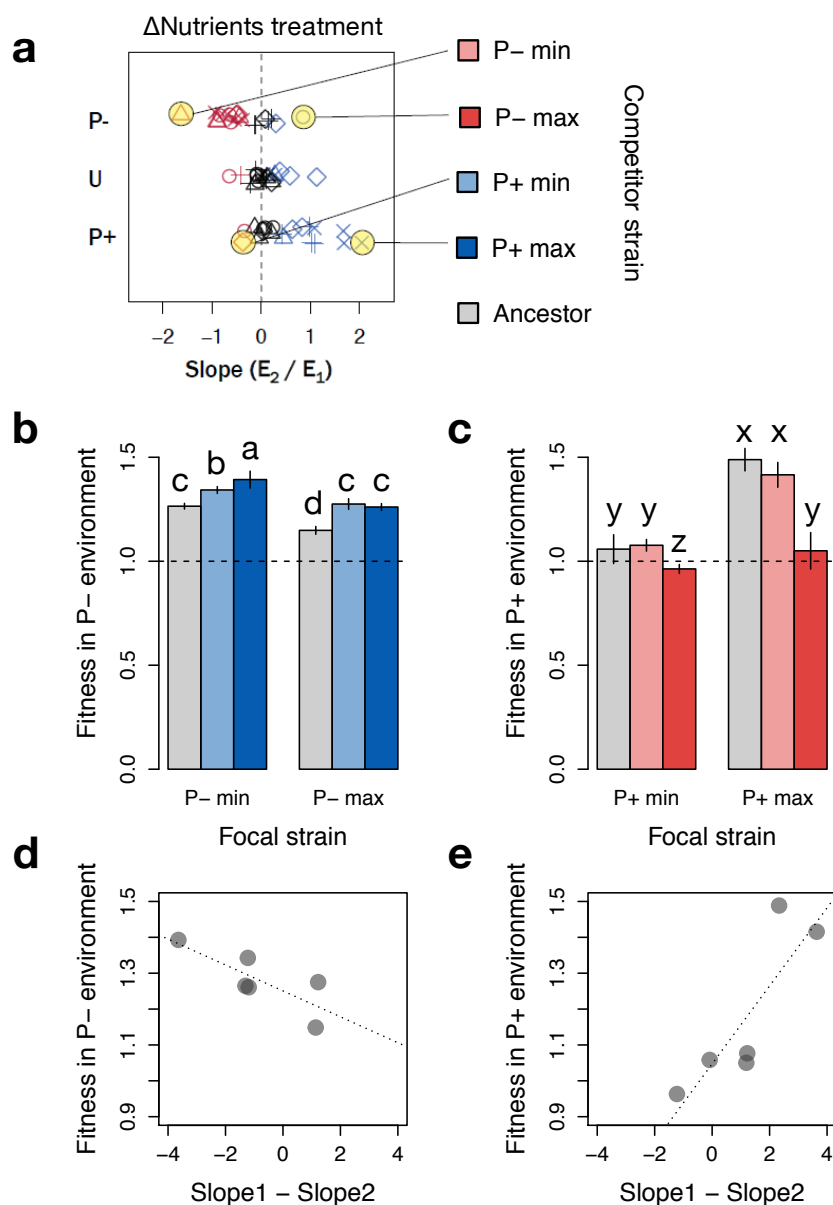 ΔNutrients treatment
a
P-
U
P+
−2 −1 0 1 2
Slope (E2 / E1)
P− min
P− max
P+ min
P+ max
Ancestor
Competitor strain
b
Fitness in P− environment
0.0 0.5 1.0 1.5
c b a d c c
P− min P− max
Focal strain
c
Fitness in P+ environment
0.0 0.5 1.0 1.5
y y z x x y
P+ min P+ max
Focal strain
d
Fitness in P− environment
0.9 1.1 1.3 1.5
−4 −2 0 2 4
Slope1 − Slope2
e
Fitness in P+ environment
0.9 1.1 1.3 1.5
−4 −2 0 2 4
Slope1 − Slope2